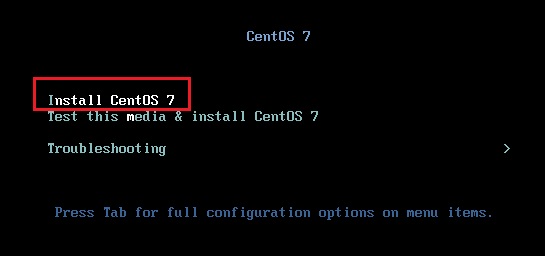 CentOS 7
Install CentOS 7
Test this media & install CentOS 7
Troubleshooting >
Press Tab for full configuration options on menu items.